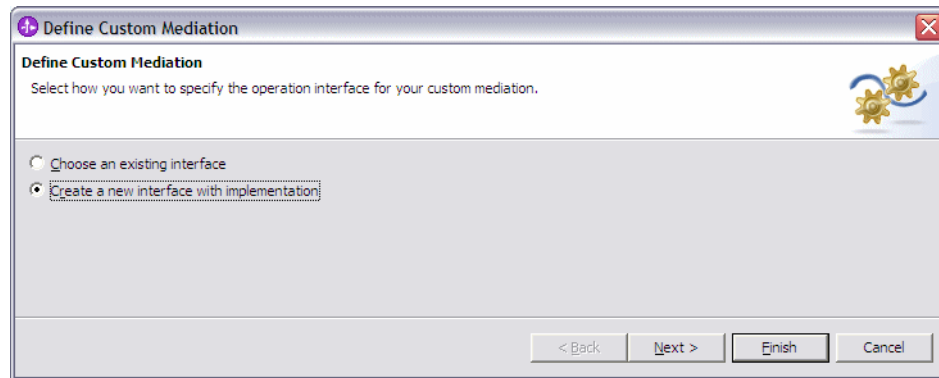 Define Custom Mediation
Define Custom Mediation
Select how you want to specify the operation interface for your custom mediation.
Choose an existing interface
Create a new interface with implementation
< Back Next > Finish Cancel